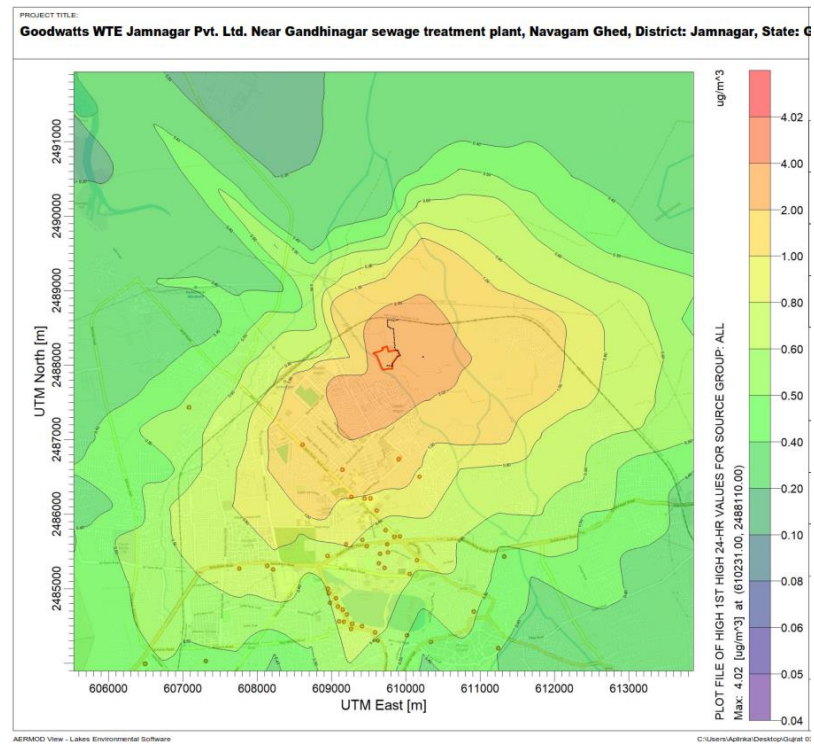 PROJECT TITLE:
Goodwatts WTE Jamnagar Pvt. Ltd. Near Gandhinagar sewage treatment plant, Navagam Ghed, District: Jamnagar, State: G
ug/m^3
PLOT FILE OF HIGH 1ST HIGH 24-HR VALUES FOR SOURCE GROUP: ALL
Max: 4.02 [ug/m^3] at (610231.00, 2488110.00)
4.02
4.00
2.00
1.00
0.80
0.60
0.50
0.40
0.20
0.10
0.08
0.06
0.05
0.04
UTM North [m]
2491000
2490000
2489000
2488000
2487000
2486000
2485000
606000 607000 608000 609000 610000 611000 612000 613000
UTM East [m]
AERMOD View - Lakes Environmental Software
C:\Users\Aplinka\Desktop\Gujrat 03